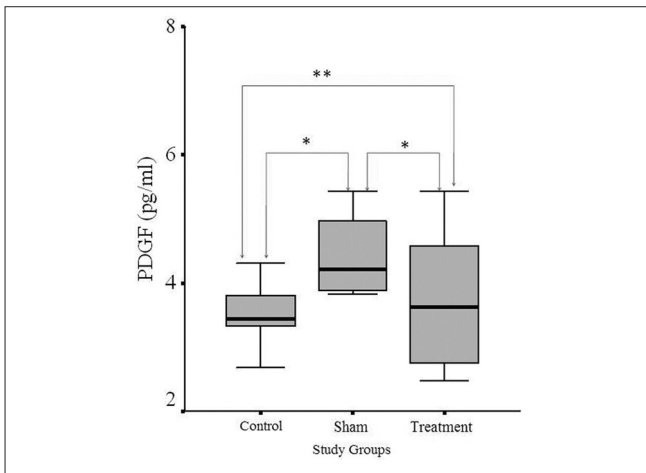 8
**
*
*
6
PDGF (pg/ml)
4
2
Control Sham Treatment
Study Groups